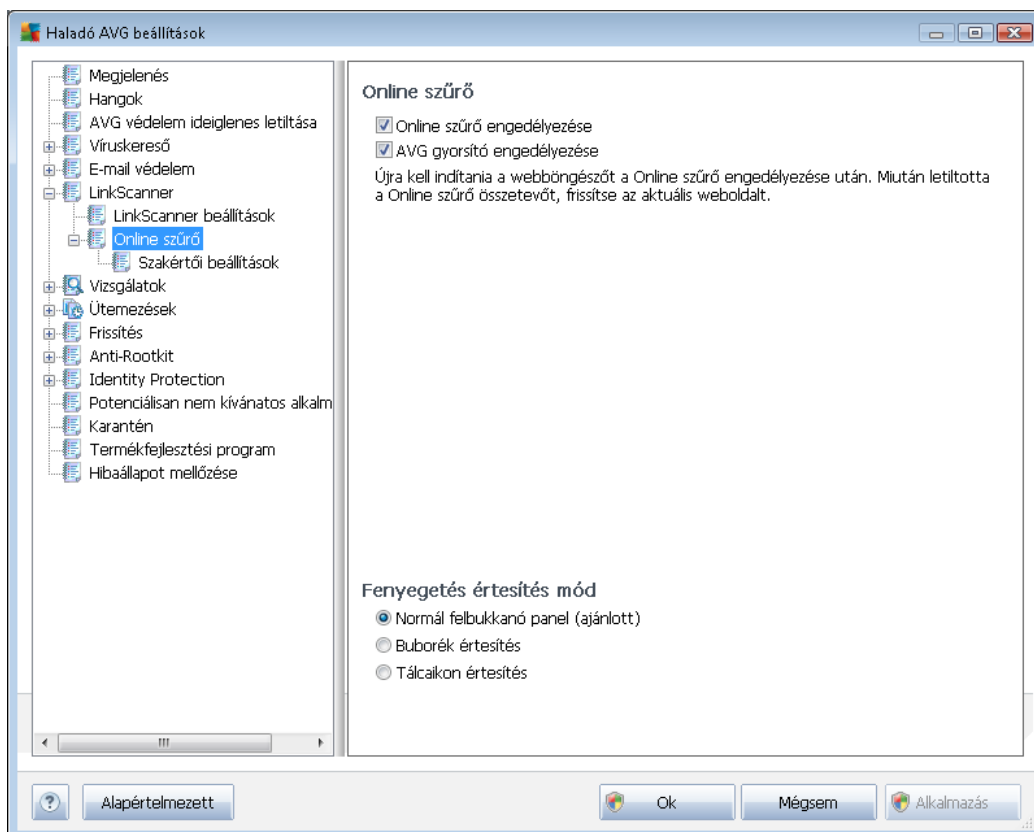 Haladó AVG beállítások
Megjelenés
Hangok
AVG védelem ideiglenes letiltása
Víruskereső
E-mail védelem
LinkScanner
LinkScanner beállítások
Online szűrő
Szakértői beállítások
Vizsgálatok
Ütemezések
Frissítés
Anti-Rootkit
Identity Protection
Potenciálisan nem kívánatos alkalm
Karantén
Termékfejlesztési program
Hibaállapot mellőzése
Online szűrő
Online szűrő engedélyezése
AVG gyorsító engedélyezése
Újra kell indítania a webböngészőt a Online szűrő engedélyezése után. Miután letiltotta
a Online szűrő összetevőt, frissítse az aktuális weboldalt.
Fenyegetés értesítés mód
Normál felbukkanó panel (ajánlott)
Buborék értesítés
Tálcaikon értesítés
?
Alapértelmezett
Ok
Mégsem
Alkalmazás